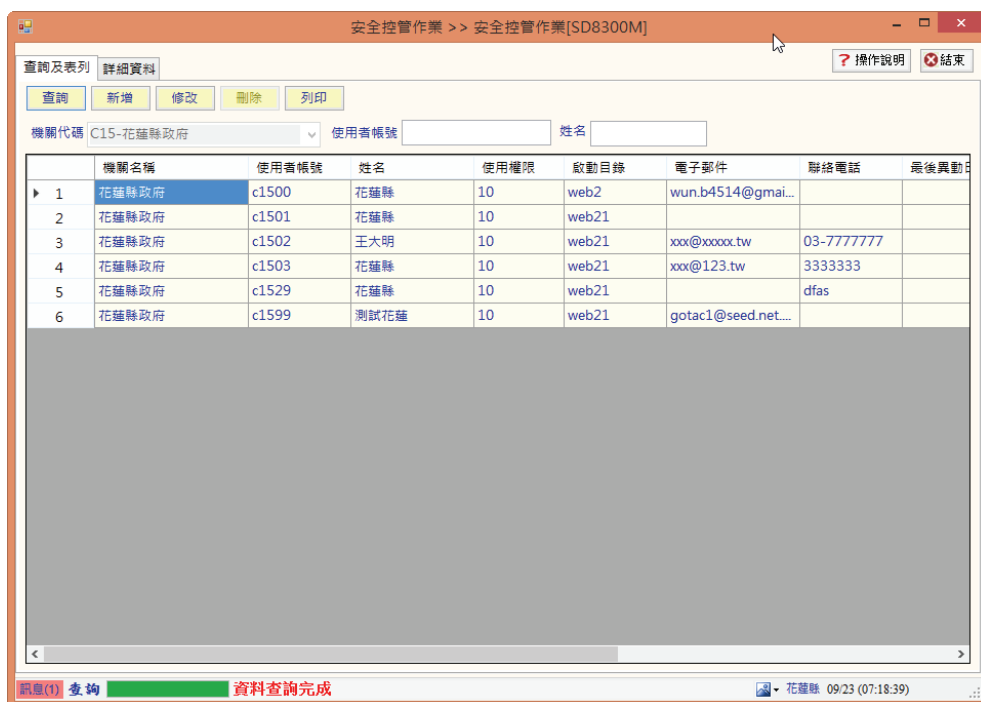 安全控管作業 >> 安全控管作業[SD8300M]
查詢及表列 詳細資料 ? 操作說明 結束
查詢 新增 修改 刪除 列印
機關代碼 C15-花蓮縣政府 使用者帳號 姓名
機關名稱 使用者帳號 姓名 使用權限 啟動目錄 電子郵件 聯絡電話 最後異動日
1 花蓮縣政府 c1500 花蓮縣 10 web2 wun.b4514@gmai...
2 花蓮縣政府 c1501 花蓮縣 10 web21
3 花蓮縣政府 c1502 王大明 10 web21 xxx@xxxxx.tw 03-7777777
4 花蓮縣政府 c1503 花蓮縣 10 web21 xxx@123.tw 3333333
5 花蓮縣政府 c1529 花蓮縣 10 web21 dfas
6 花蓮縣政府 c1599 測試花蓮 10 web21 gotac1@seed.net....
訊息(1) 查詢 資料查詢完成 花蓮縣 09/23 (07:18:39)